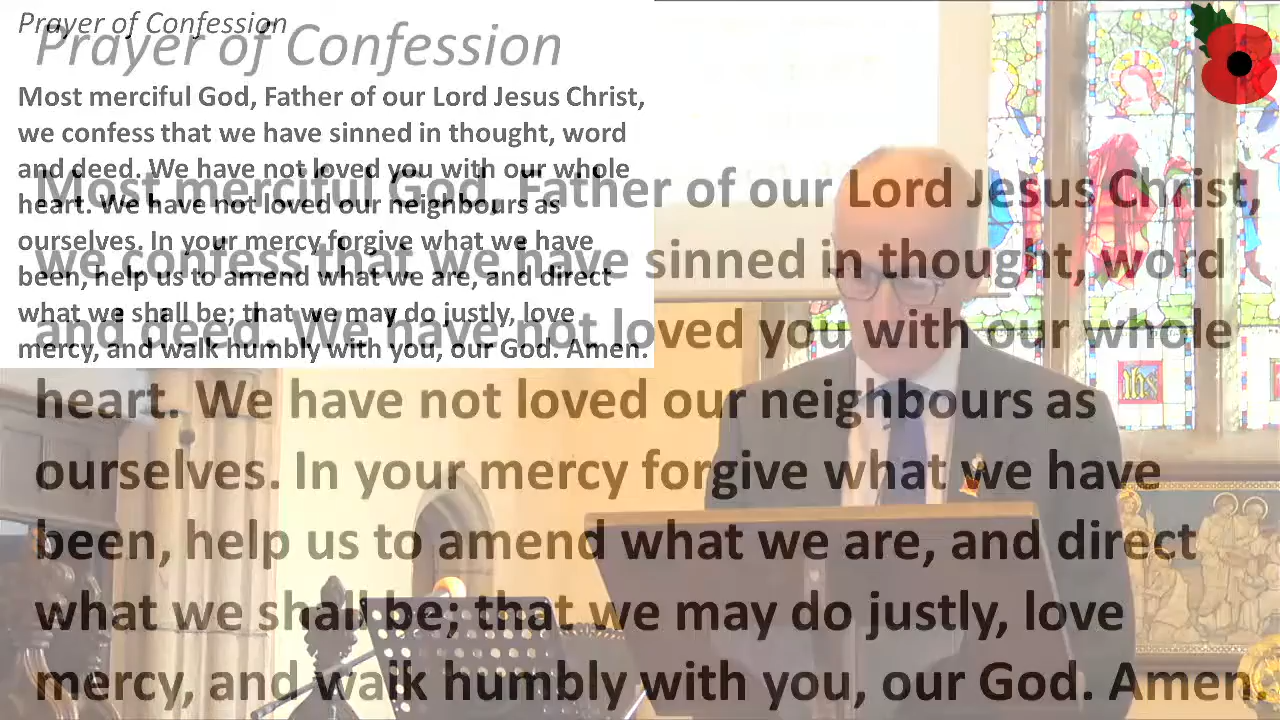 Prayer of Confession
Most merciful God, Father of our Lord Jesus Christ,
we confess that we have sinned in thought, word
and deed. We have not loved you with our whole
heart. We have not loved our neighbours as
ourselves. In your mercy forgive what we have
been, help us to amend what we are, and direct
what we shall be; that we may do justly, love
mercy, and walk humbly with you, our God. Amen.
Prayer of Confession
Most merciful God, Father of our Lord Jesus Christ,
we confess that we have sinned in thought, word
and deed. We have not loved you with our whole
heart. We have not loved our neighbours as
ourselves. In your mercy forgive what we have
been, help us to amend what we are, and direct
what we shall be; that we may do justly, love
mercy, and walk humbly with you, our God. Amen.
ihs